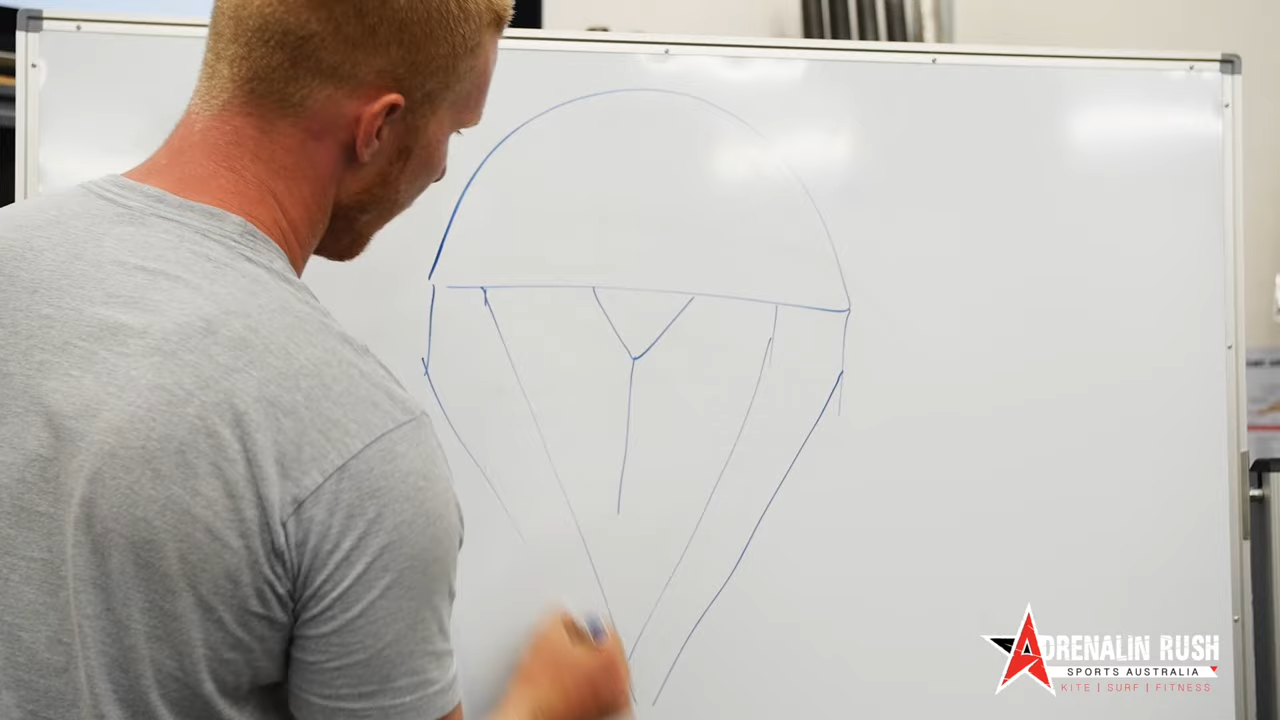 ADRENALIN RUSH
SPORTS AUSTRALIA
KITE | SURF | FITNESS